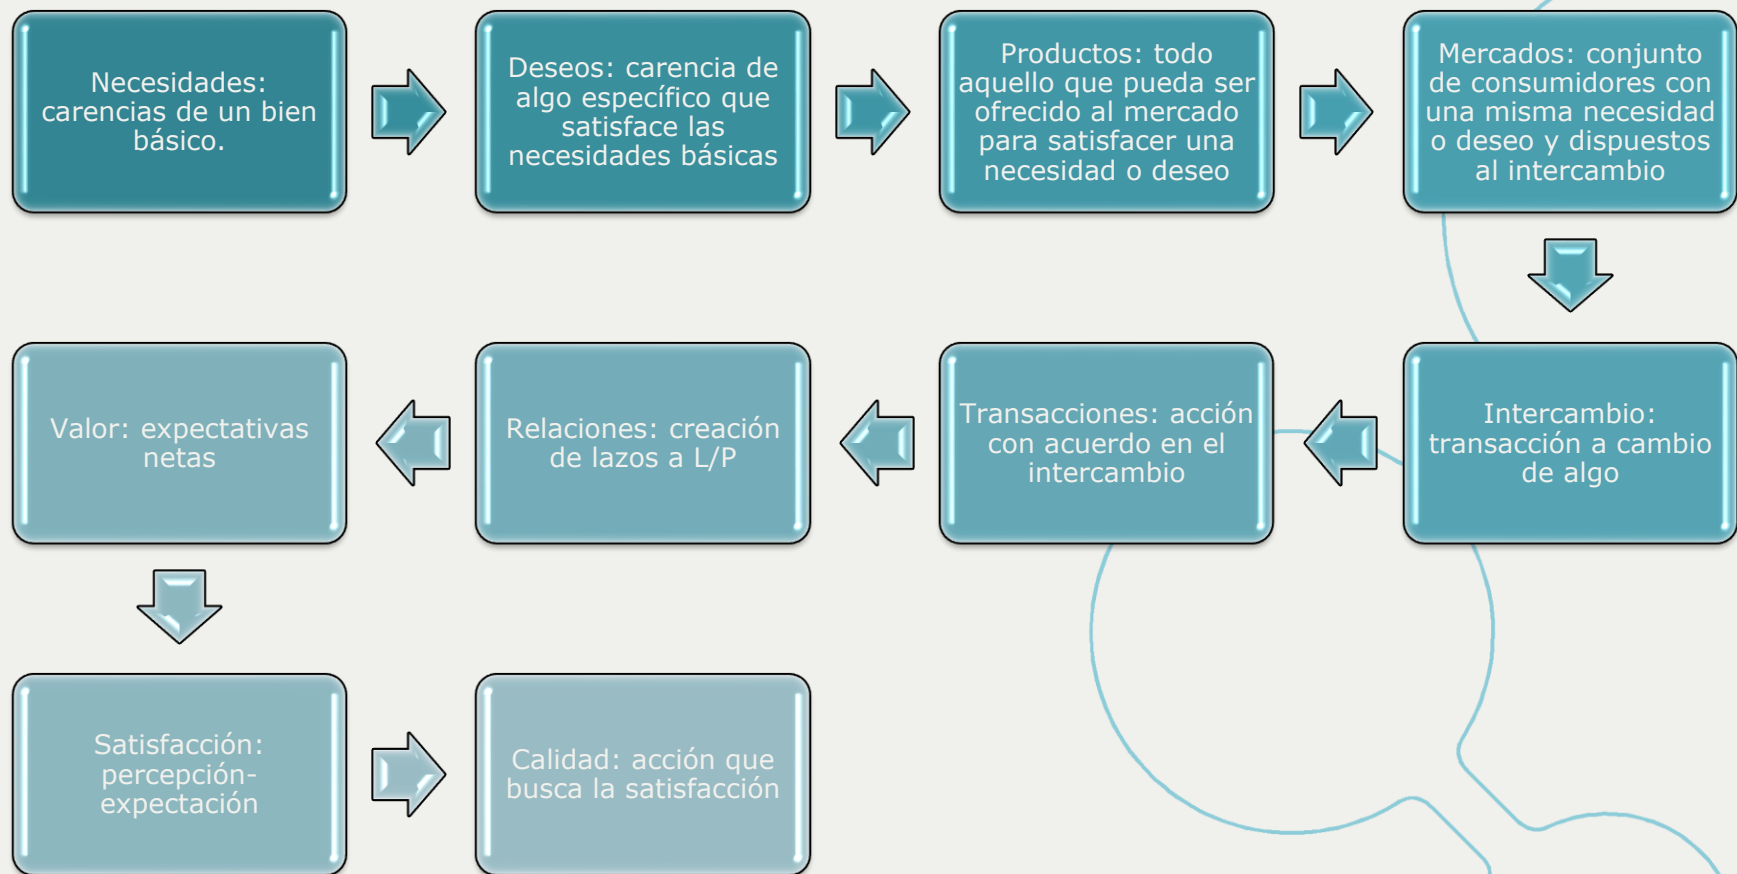 Necesidades:
carencias de un bien
básico.
Deseos: carencia de
algo específico que
satisface las
necesidades básicas
Productos: todo
aquello que pueda ser
ofrecido al mercado
para satisfacer una
necesidad o deseo
Mercados: conjunto
de consumidores con
una misma necesidad
o deseo y dispuestos
al intercambio
Intercambio:
transacción a cambio
de algo
Transacciones: acción
con acuerdo en el
intercambio
Relaciones: creación
de lazos a L/P
Valor: expectativas
netas
Satisfacción:
percepción-
expectación
Calidad: acción que
busca la satisfacción